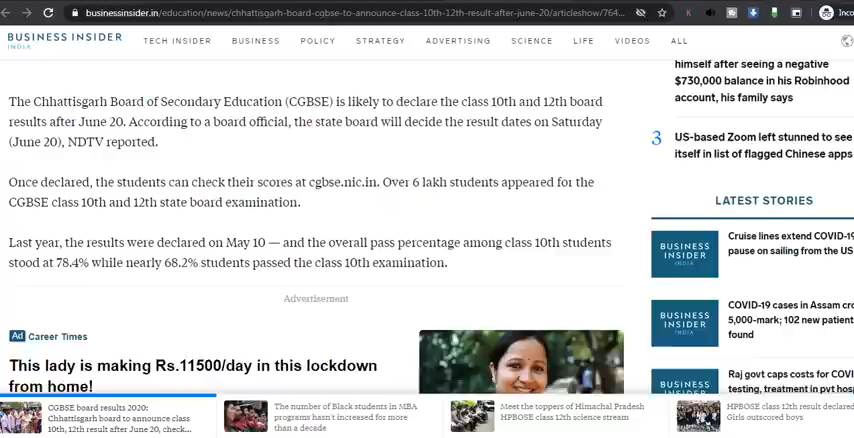 businessinsider.in/education/news/chhattisgarh-board-cgbse-to-announce-class-10th-12th-result-after-june-20/articleshow/764...
Inco
BUSINESS INSIDER
INDIA
TECH INSIDER BUSINESS POLICY STRATEGY ADVERTISING SCIENCE LIFE VIDEOS ALL
The Chhattisgarh Board of Secondary Education (CGBSE) is likely to declare the class 10th and 12th board
results after June 20. According to a board official, the state board will decide the result dates on Saturday
(June 20), NDTV reported.
Once declared, the students can check their scores at cgbse.nic.in. Over 6 lakh students appeared for the
CGBSE class 10th and 12th state board examination.
Last year, the results were declared on May 10 — and the overall pass percentage among class 10th students
stood at 78.4% while nearly 68.2% students passed the class 10th examination.
Advertisement
Ad Career Times
This lady is making Rs.11500/day in this lockdown
from home!
himself after seeing a negative
$730,000 balance in his Robinhood
account, his family says
3
US-based Zoom left stunned to see
itself in list of flagged Chinese apps
LATEST STORIES
BUSINESS
INSIDER
INDIA
Cruise lines extend COVID-19
pause on sailing from the US
BUSINESS
INSIDER
INDIA
COVID-19 cases in Assam cro
5,000-mark; 102 new patient
found
BUSINESS
INSIDER
Raj govt caps costs for COVI
testing, treatment in pvt hosp
CGBSE board results 2020:
Chhattisgarh board to announce class
10th, 12th result after June 20, check...
The number of Black students in MBA
programs hasn't increased for more
than a decade
Meet the toppers of Himachal Pradesh
HPBOSE class 12th science stream
HPBOSE class 12th result declared
Girls outscored boys